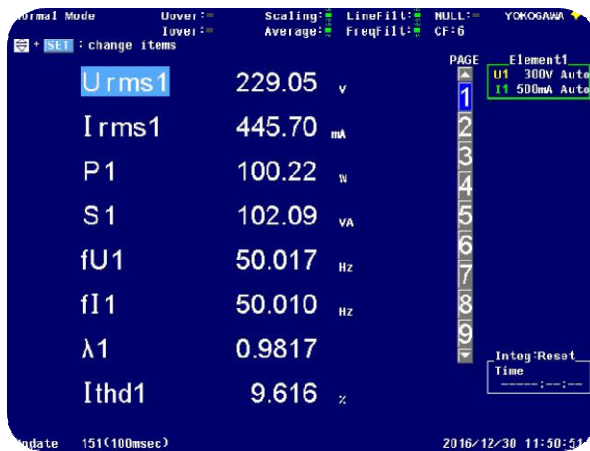 Normal Mode Uover:= Scaling: LineFilt: NULL:= YOKOGAWA
Iover:= Average: FreqFilt: CF:6
+ SET : change items
PAGE Element1
U1 300V Auto
I1 500mA Auto
Urms1 229.05 V
1
Irms1 445.70 mA
2
3
P1 100.22 W
4
S1 102.09 VA
5
6
fU1 50.017 Hz
7
fI1 50.010 Hz
8
λ1 0.9817
9
Integ:Reset
Time
-----:--:--
Ithd1 9.616 %
Update 151(100msec) 2016/12/30 11:50:51